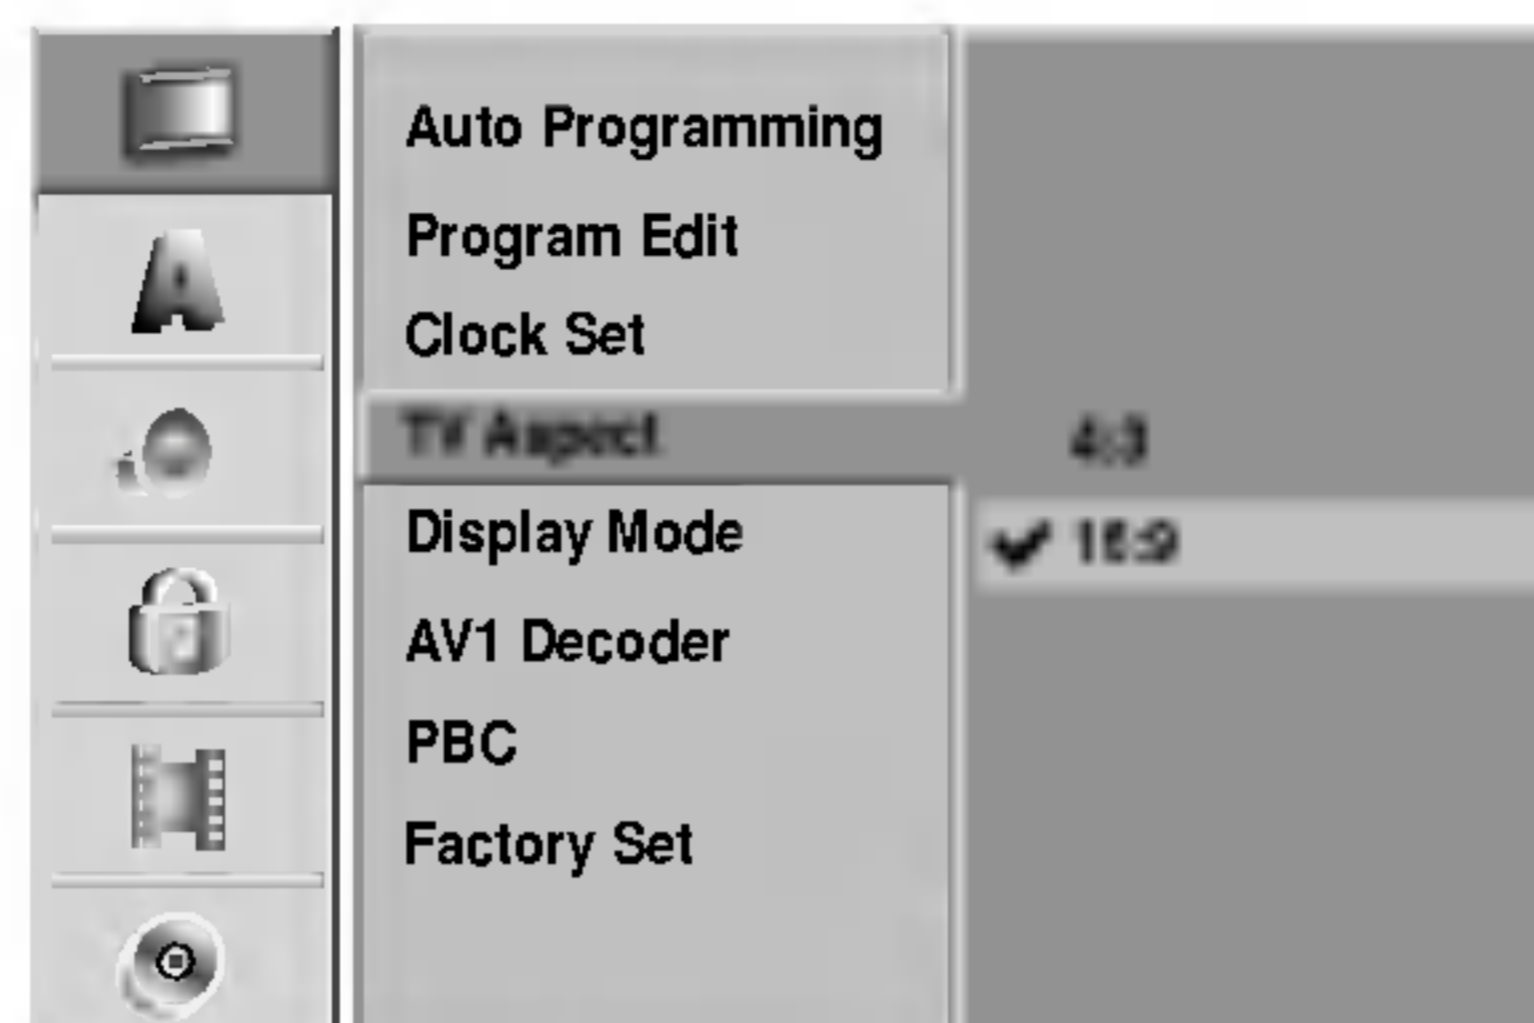 Auto Programming
Program Edit
Clock Set
TV Aspect 4:3
Display Mode 16:9
AV1 Decoder
PBC
Factory Set